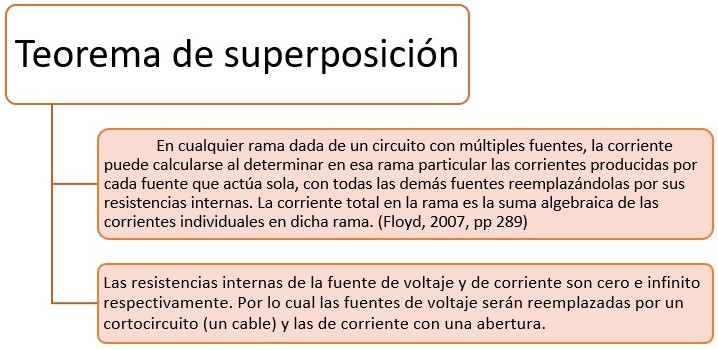 Teorema de superposición
En cualquier rama dada de un circuito con múltiples fuentes, la corriente
puede calcularse al determinar en esa rama particular las corrientes producidas por
cada fuente que actúa sola, con todas las demás fuentes reemplazándolas por sus
resistencias internas. La corriente total en la rama es la suma algebraica de las
corrientes individuales en dicha rama. (Floyd, 2007, pp 289)
Las resistencias internas de la fuente de voltaje y de corriente son cero e infinito
respectivamente. Por lo cual las fuentes de voltaje serán reemplazadas por un
cortocircuito (un cable) y las de corriente con una abertura.